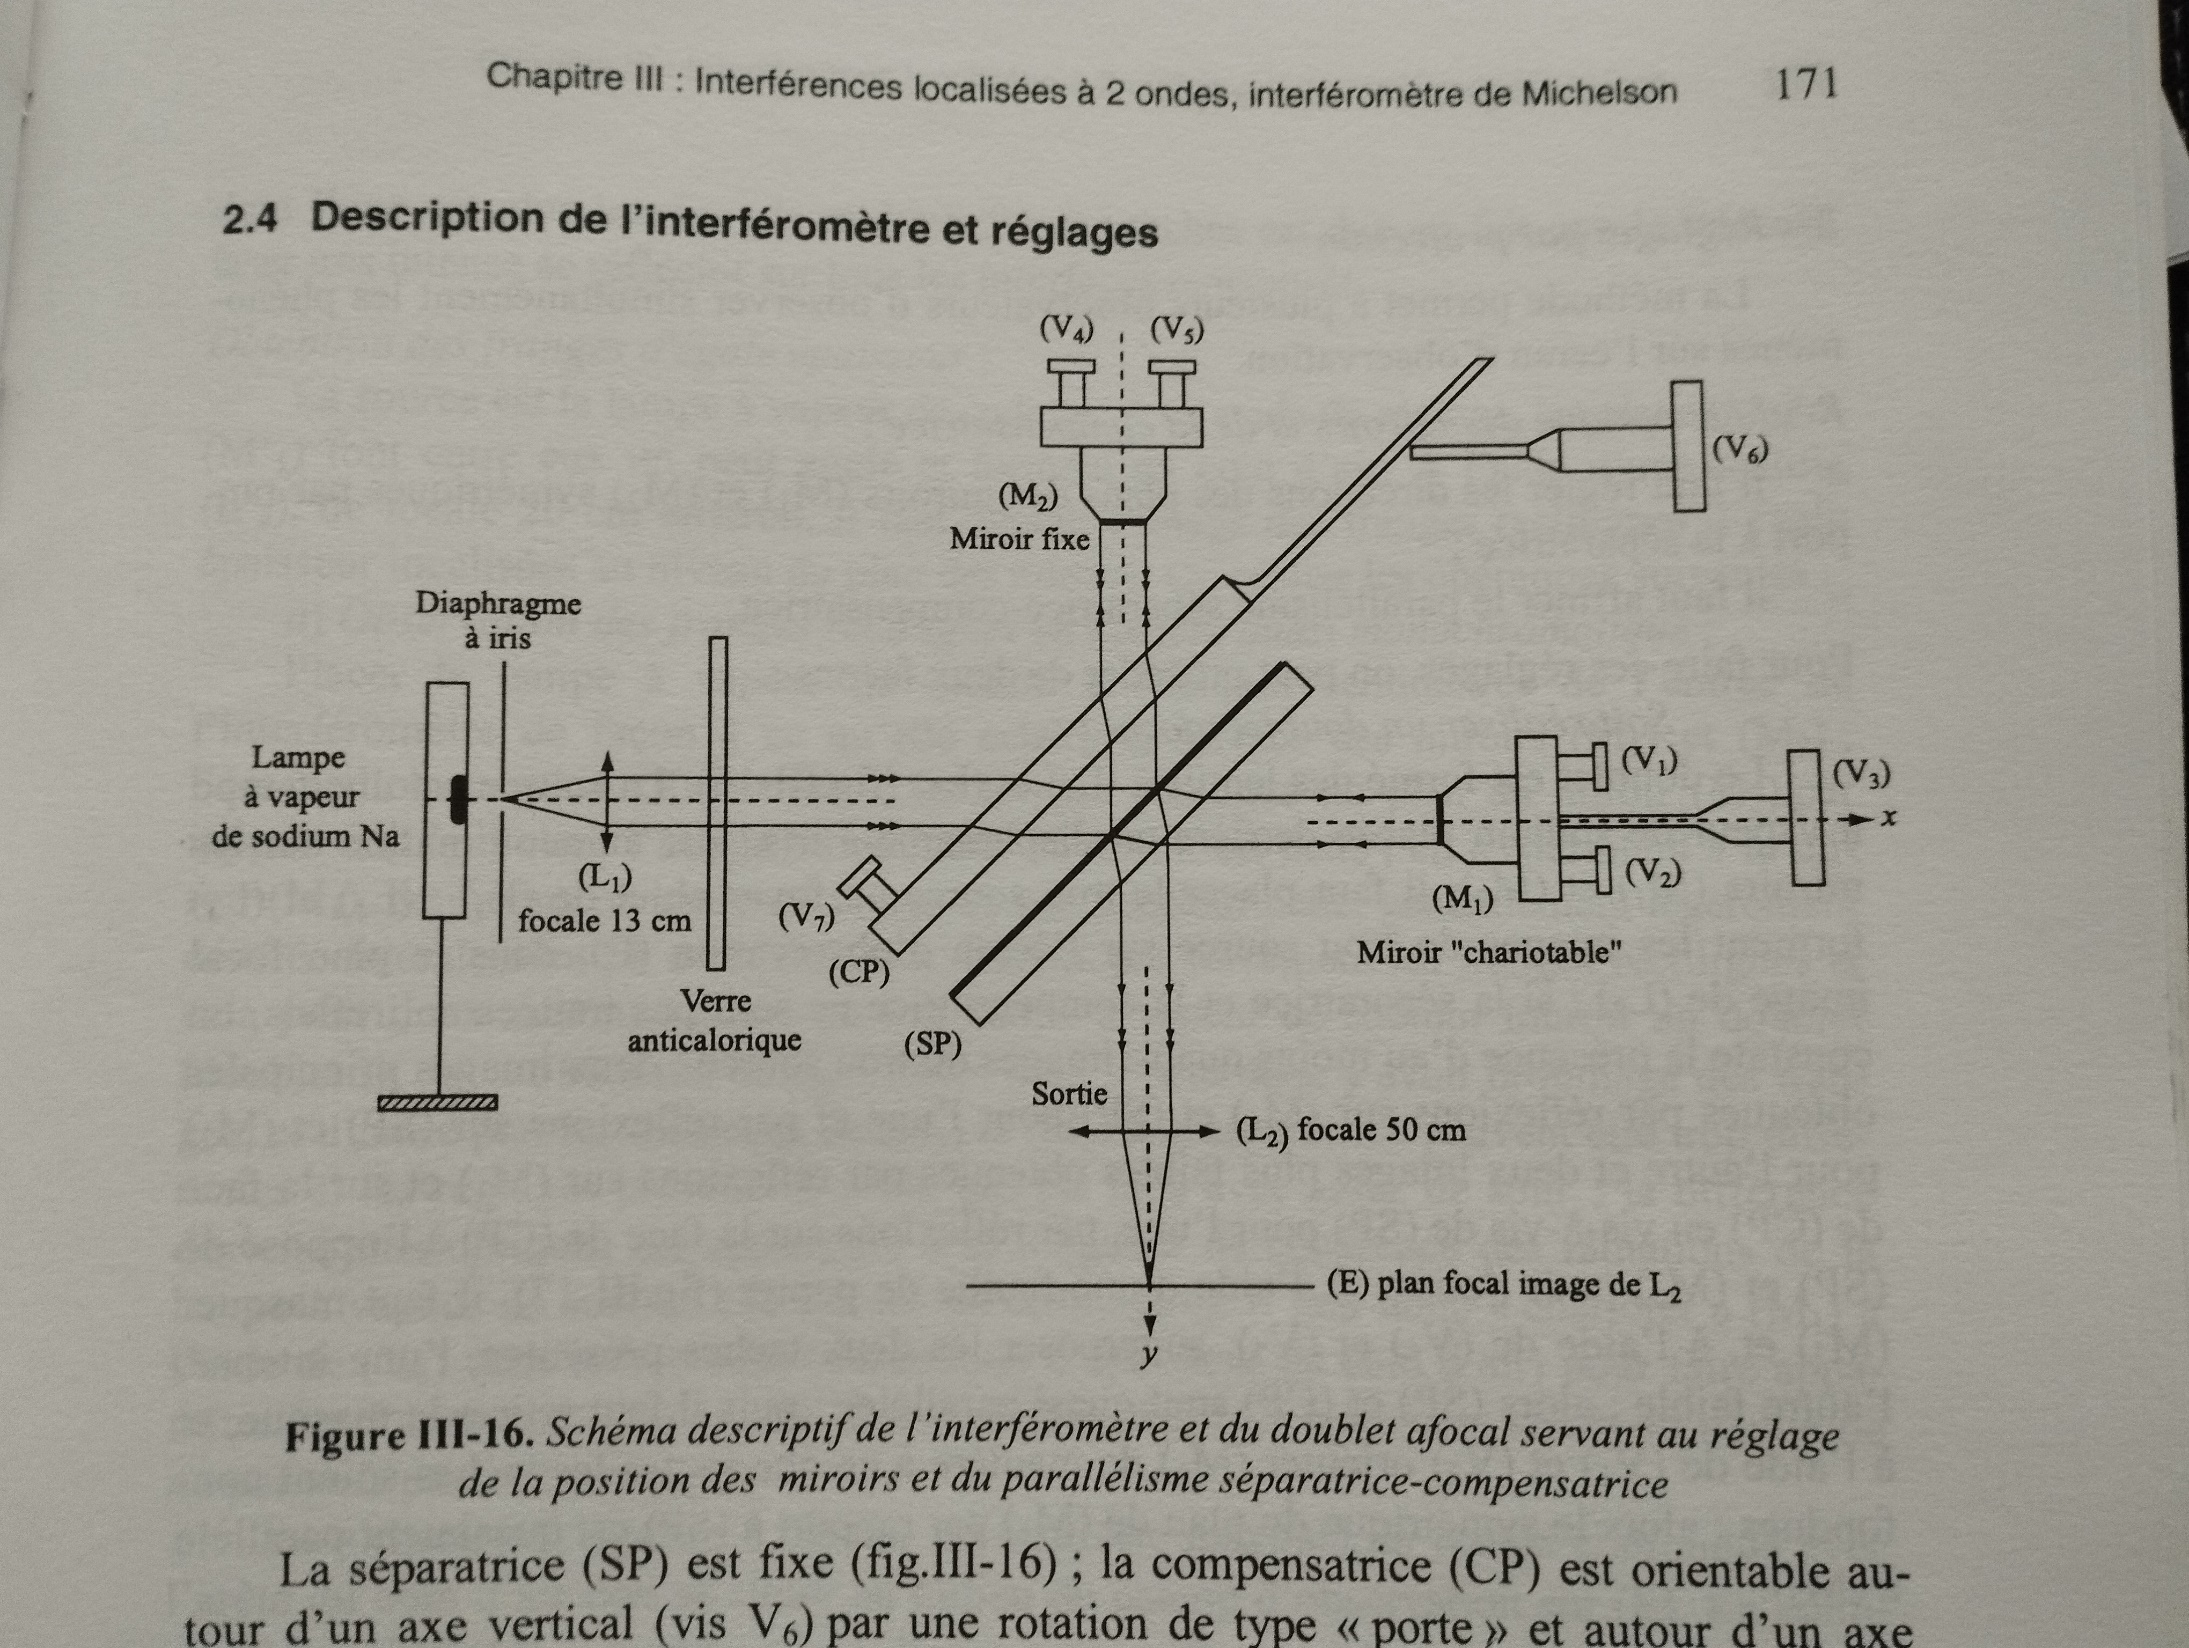 Chapitre III : Interférences localisées à 2 ondes, interféromètre de Michelson 171
2.4 Description de l'interféromètre et réglages
(V4) (V5)
(V6)
(M2)
Miroir fixe
Diaphragme
à iris
Lampe
à vapeur
de sodium Na
(V1)
(V3)
x
(L1)
focale 13 cm
(V7)
(V2)
(M1)
Miroir "chariotable"
(CP)
Verre
anticalorique
(SP)
Sortie
(L2) focale 50 cm
(E) plan focal image de L2
y
Figure III-16. Schéma descriptif de l'interféromètre et du doublet afocal servant au réglage
de la position des miroirs et du parallélisme séparatrice-compensatrice
La séparatrice (SP) est fixe (fig.III-16) ; la compensatrice (CP) est orientable au-
tour d'un axe vertical (vis V6) par une rotation de type « porte » et autour d'un axe